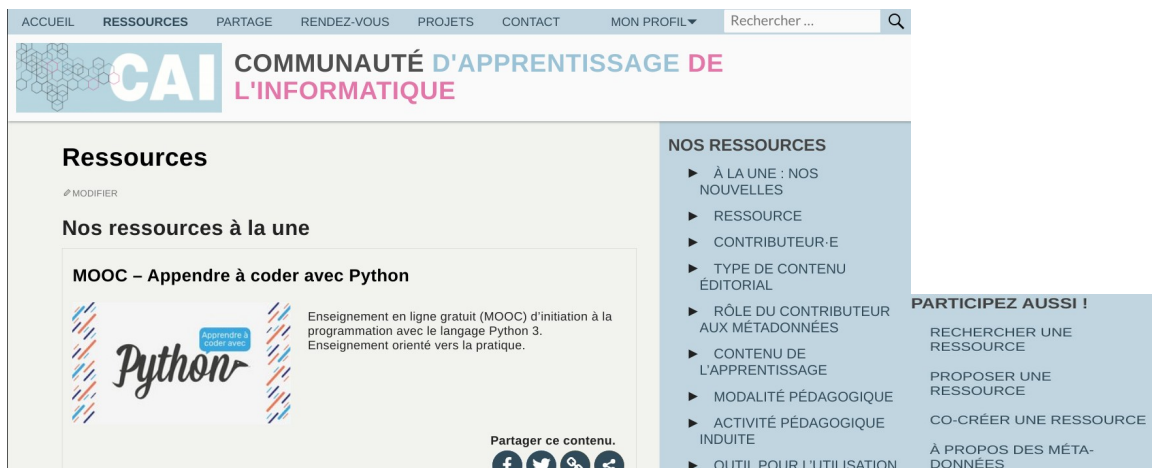 ACCUEIL RESSOURCES PARTAGE RENDEZ-VOUS PROJETS CONTACT MON PROFIL Rechercher ...
CAI
COMMUNAUTÉ D'APPRENTISSAGE DE
L'INFORMATIQUE
Ressources
MODIFIER
Nos ressources à la une
MOOC – Appendre à coder avec Python
Apprendre à
coder avec
Python
Enseignement en ligne gratuit (MOOC) d'initiation à la
programmation avec le langage Python 3.
Enseignement orienté vers la pratique.
Partager ce contenu.
NOS RESSOURCES
À LA UNE : NOS
NOUVELLES
RESSOURCE
CONTRIBUTEUR·E
TYPE DE CONTENU
ÉDITORIAL
RÔLE DU CONTRIBUTEUR
AUX MÉTADONNÉES
CONTENU DE
L'APPRENTISSAGE
MODALITÉ PÉDAGOGIQUE
ACTIVITÉ PÉDAGOGIQUE
INDUITE
OUTIL POUR L'UTILISATION
PARTICIPEZ AUSSI !
RECHERCHER UNE
RESSOURCE
PROPOSER UNE
RESSOURCE
CO-CRÉER UNE RESSOURCE
À PROPOS DES MÉTA-
DONNÉES